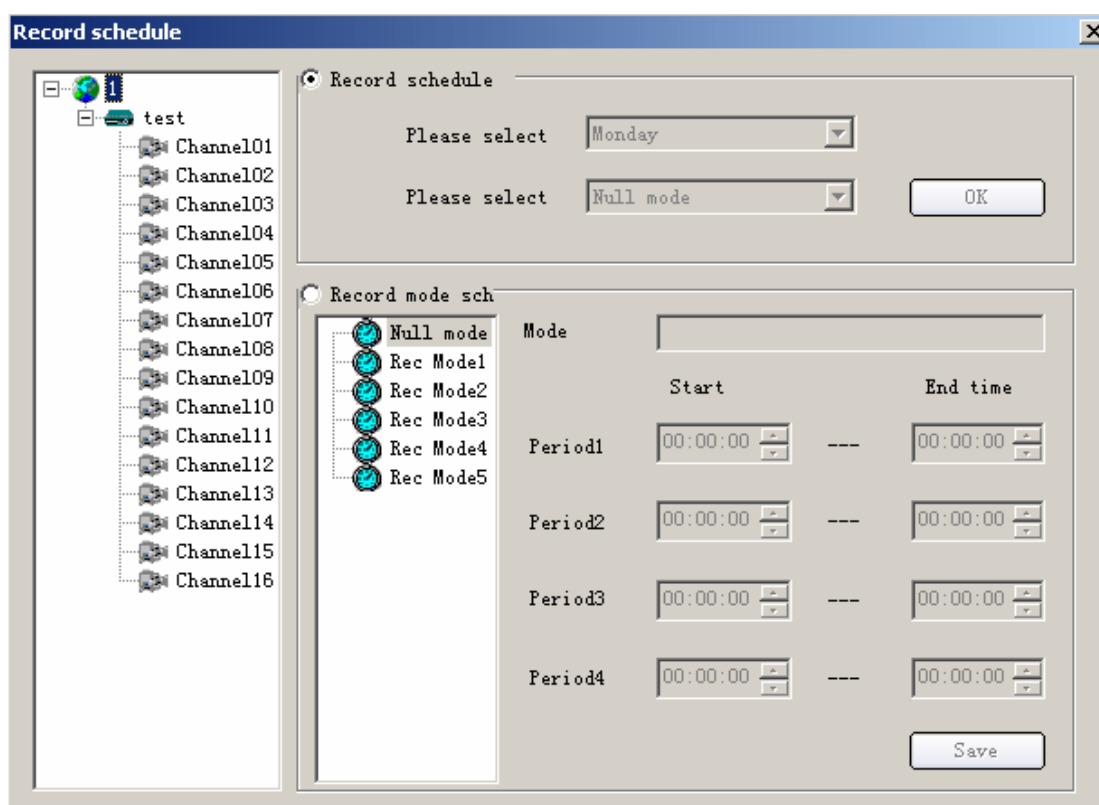 Record schedule
1
test
Channel01
Channel02
Channel03
Channel04
Channel05
Channel06
Channel07
Channel08
Channel09
Channel10
Channel11
Channel12
Channel13
Channel14
Channel15
Channel16
Record schedule
Please select Monday
Please select Null mode OK
Record mode sch
Null mode
Rec Mode1
Rec Mode2
Rec Mode3
Rec Mode4
Rec Mode5
Mode
Start End time
Period1 00:00:00 --- 00:00:00
Period2 00:00:00 --- 00:00:00
Period3 00:00:00 --- 00:00:00
Period4 00:00:00 --- 00:00:00
Save